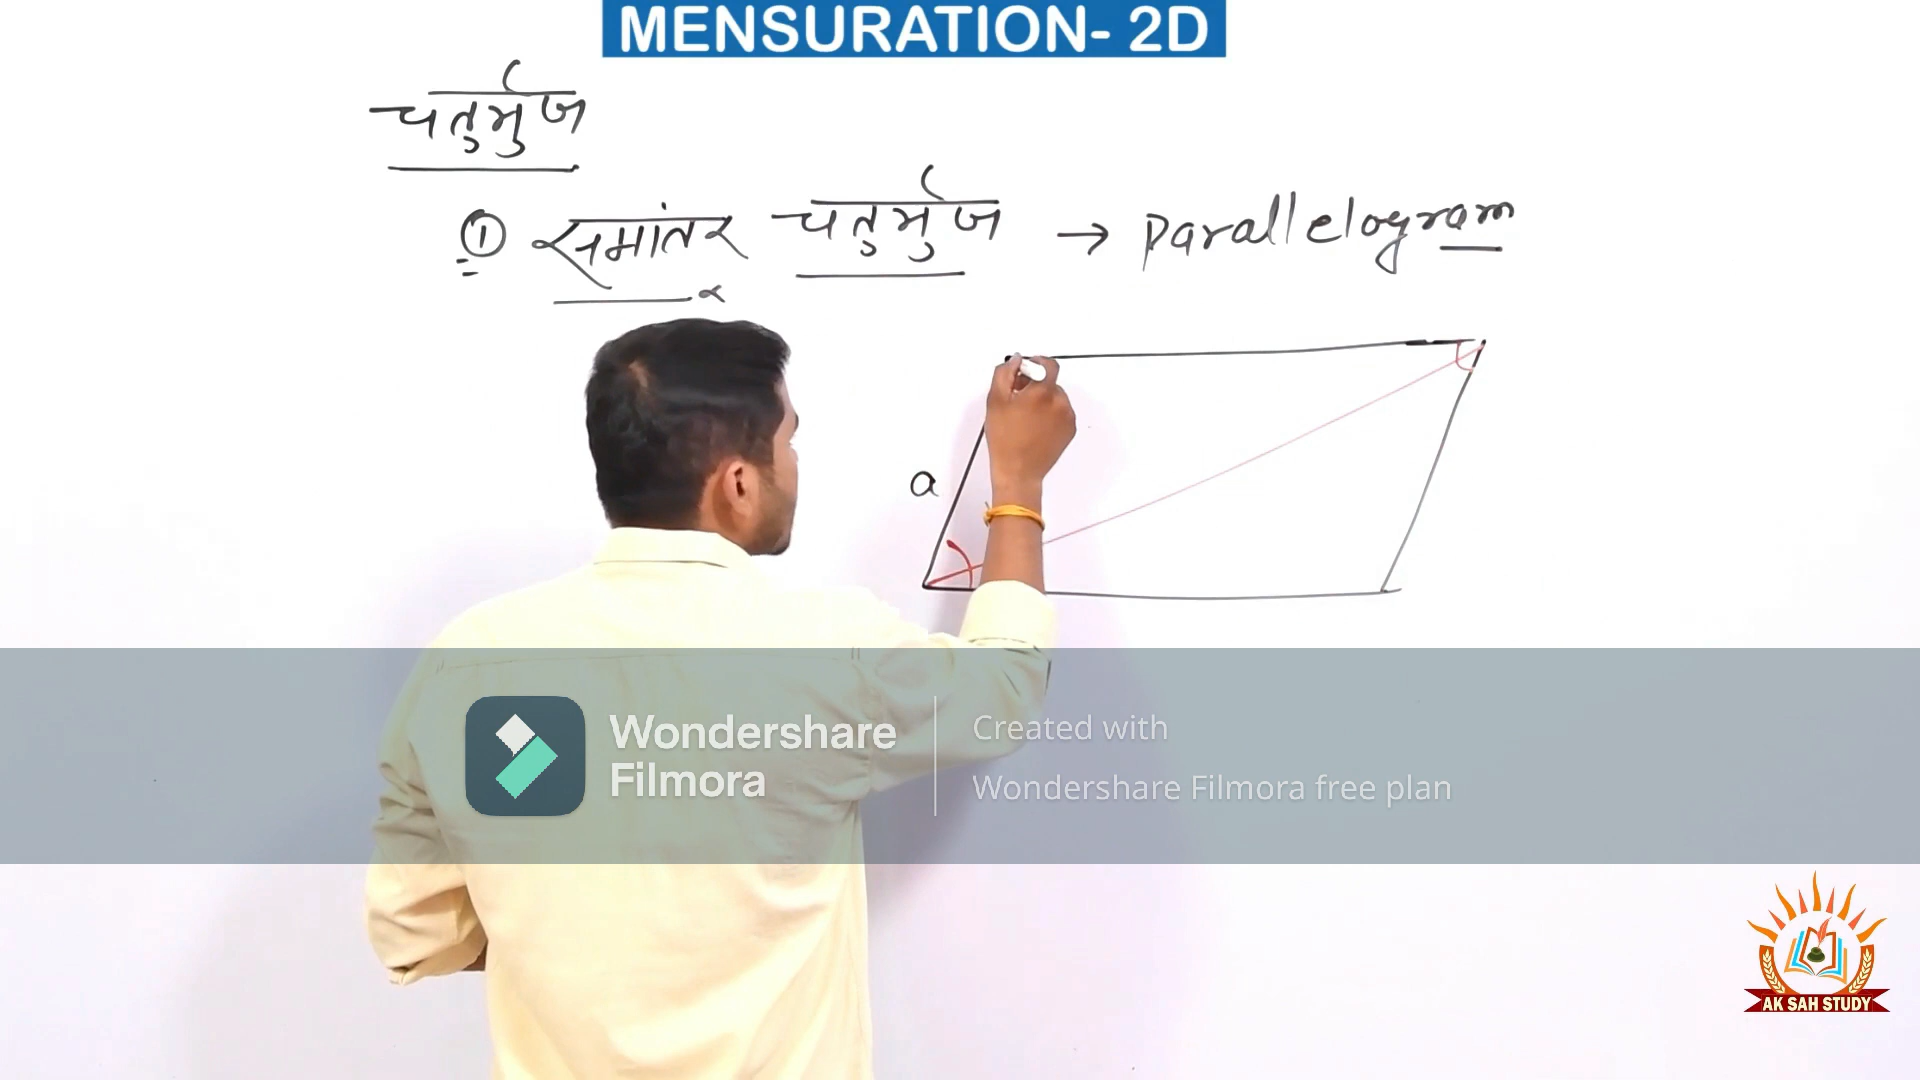 MENSURATION- 2D
चतुर्भुज
① समांतर चतुर्भुज → parallelogram
a
Wondershare
Filmora
Created with
Wondershare Filmora free plan
AK SAH STUDY